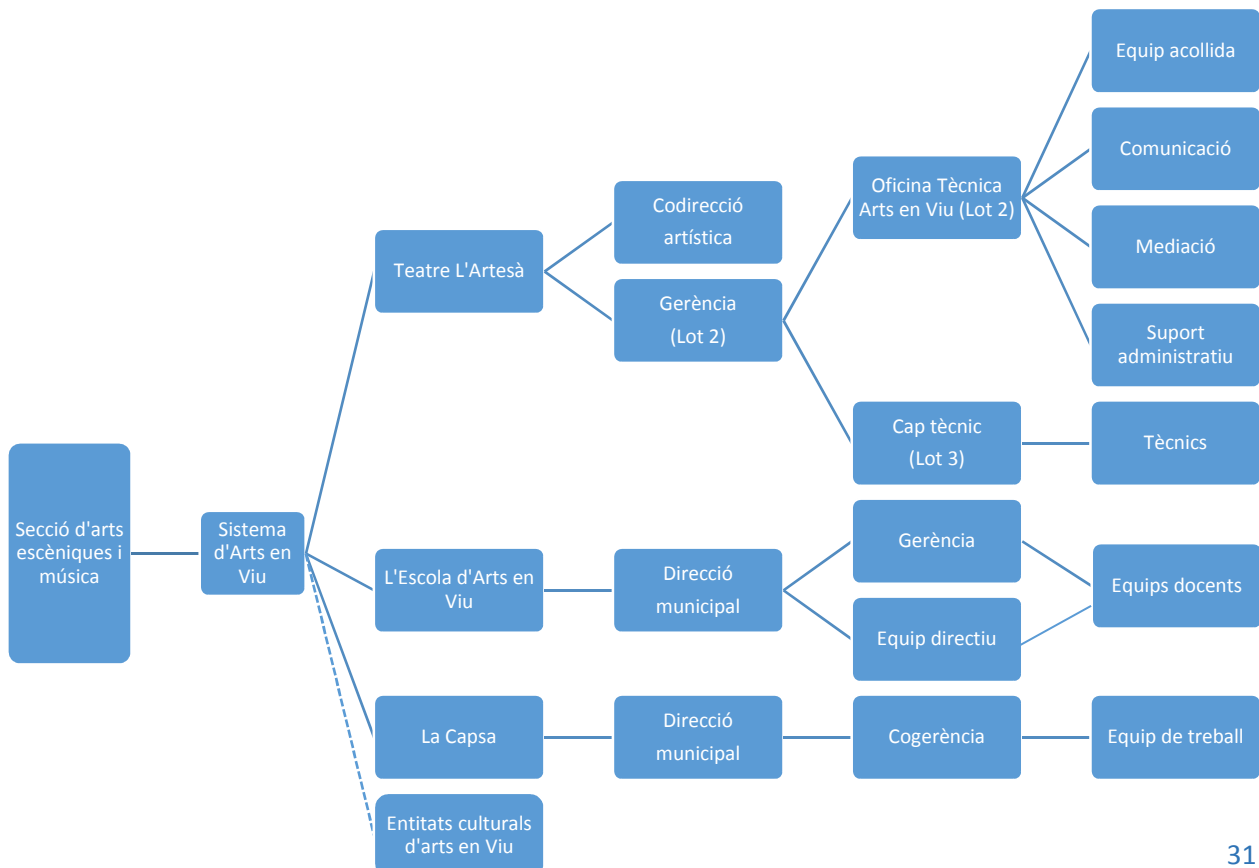 Secció d'arts
escèniques i
música
Sistema
d'Arts en
Viu
Teatre L'Artesà
Codirecció
artística
Gerència
(Lot 2)
Oficina Tècnica
Arts en Viu (Lot 2)
Equip acollida
Comunicació
Mediació
Suport
administratiu
Cap tècnic
(Lot 3)
Tècnics
L'Escola d'Arts en
Viu
Direcció
municipal
Gerència
Equip directiu
Equips docents
La Capsa
Direcció
municipal
Cogerència
Equip de treball
Entitats culturals
d'arts en Viu
31